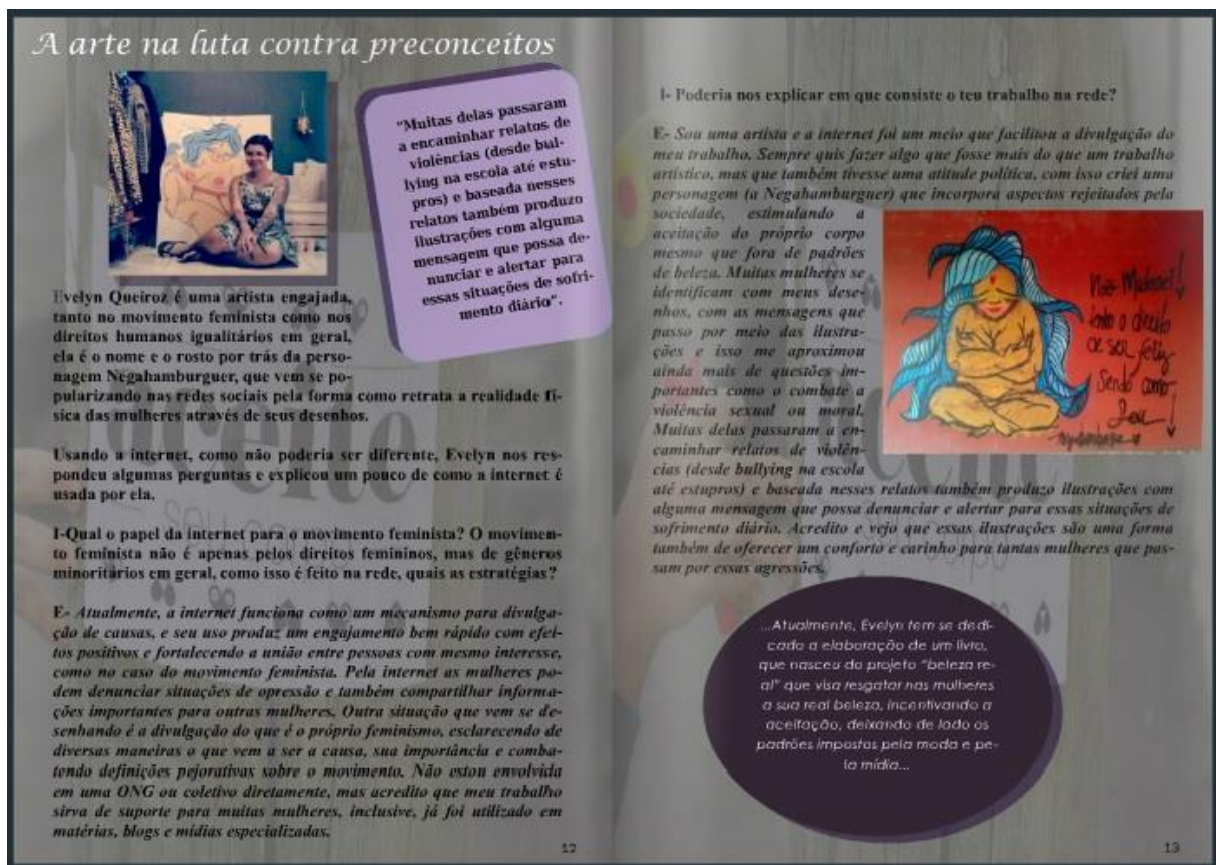 A arte na luta contra preconceitos
"Muitas delas passaram
a encaminhar relatos de
violências (desde bul-
lying na escola até estu-
pros) e baseada nesses
relatos também produzo
ilustrações com alguma
mensagem que possa de-
nunciar e alertar para
essas situações de sofri-
mento diário".
Evelyn Queiroz é uma artista engajada,
tanto no movimento feminista como nos
direitos humanos igualitários em geral,
ela é o nome e o rosto por trás da perso-
nagem Negahamburguer, que vem se po-
pularizando nas redes sociais pela forma como retrata a realidade fí-
sica das mulheres através de seus desenhos.
Usando a internet, como não poderia ser diferente, Evelyn nos res-
pondeu algumas perguntas e explicou um pouco de como a internet é
usada por ela.
I-Qual o papel da internet para o movimento feminista? O movimen-
to feminista não é apenas pelos direitos femininos, mas de gêneros
minoritários em geral, como isso é feito na rede, quais as estratégias?
E- Atualmente, a internet funciona como um mecanismo para divulga-
ção de causas, e seu uso produz um engajamento bem rápido com efei-
tos positivos e fortalecendo a união entre pessoas com mesmo interesse,
como no caso do movimento feminista. Pela internet as mulheres po-
dem denunciar situações de opressão e também compartilhar informa-
ções importantes para outras mulheres. Outra situação que vem se de-
senhando é a divulgação do que é o próprio feminismo, esclarecendo de
diversas maneiras o que vem a ser a causa, sua importância e comba-
tendo definições pejorativas sobre o movimento. Não estou envolvida
em uma ONG ou coletivo diretamente, mas acredito que meu trabalho
sirva de suporte para muitas mulheres, inclusive, já foi utilizado em
matérias, blogs e mídias especializadas.
12
I- Poderia nos explicar em que consiste o teu trabalho na rede?
E- Sou uma artista e a internet foi um meio que facilitou a divulgação do
meu trabalho. Sempre quis fazer algo que fosse mais do que um trabalho
artístico, mas que também tivesse uma atitude política, com isso criei uma
personagem (a Negahamburguer) que incorpora aspectos rejeitados pela
sociedade, estimulando a
aceitação do próprio corpo
mesmo que fora de padrões
de beleza. Muitas mulheres se
identificam com meus dese-
nhos, com as mensagens que
passo por meio das ilustra-
ções e isso me aproximou
ainda mais de questões im-
portantes como o combate a
violência sexual ou moral.
Muitas delas passaram a en-
caminhar relatos de violên-
cias (desde bullying na escola
até estupros) e baseada nesses relatos também produzo ilustrações com
alguma mensagem que possa denunciar e alertar para essas situações de
sofrimento diário. Acredito e vejo que essas ilustrações são uma forma
também de oferecer um conforto e carinho para tantas mulheres que pas-
sam por essas agressões.
tenho o direito
de ser feliz
Sendo como
Sou!
...Atualmente, Evelyn tem se dedi-
cado a elaboração de um livro,
que nasceu do projeto "beleza re-
al" que visa resgatar nas mulheres
a sua real beleza, incentivando a
aceitação, deixando de lado os
padrões impostos pela moda e pe-
la mídia...
13
aceite
seu corpo